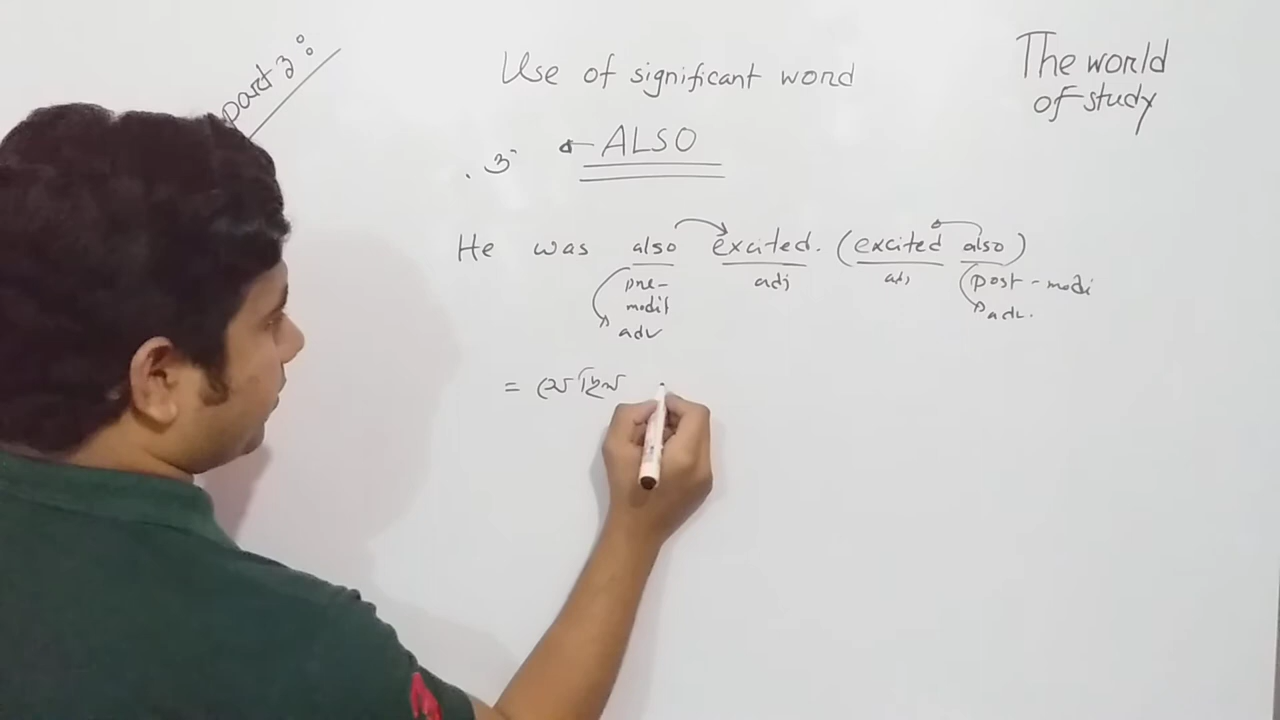 part 3:
Use of significant word
The world
of study
. 3 ← ALSO
He was also excited. (excited also)
pre-
modif
adv
adj
adj
post-modi
adv.
= সে ছিল